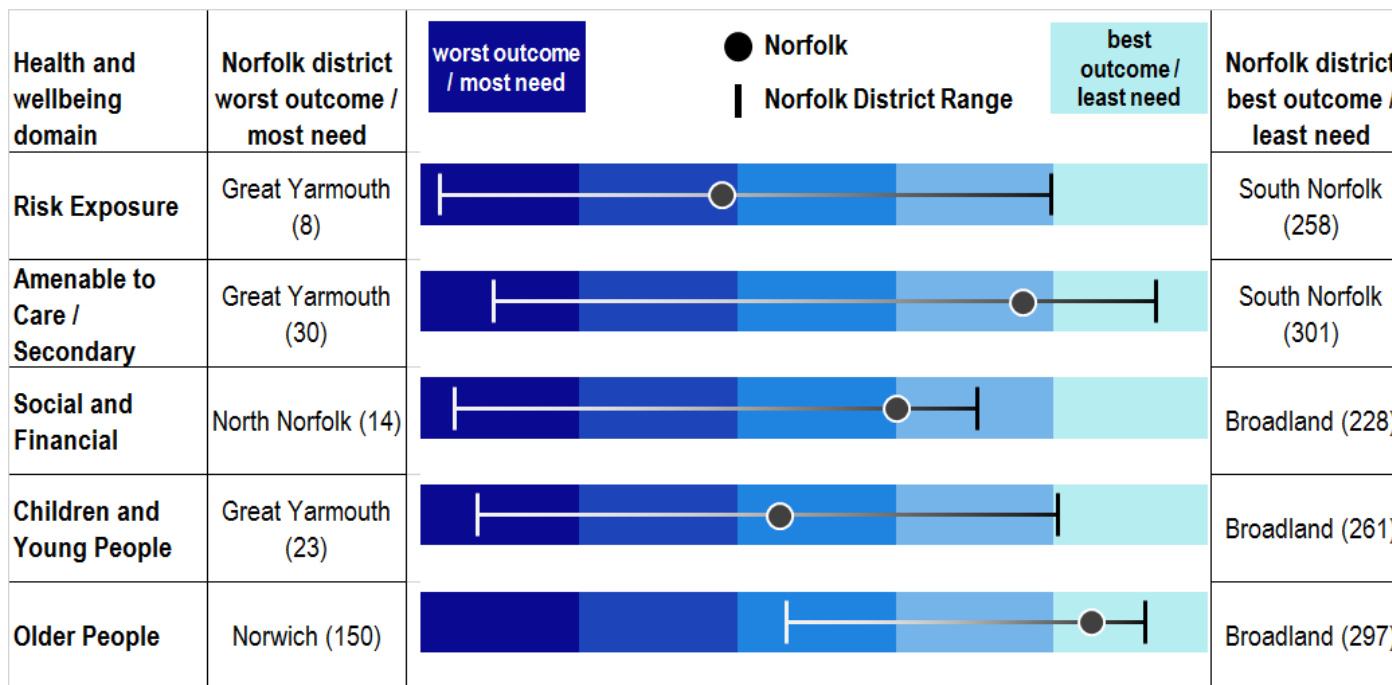 Health and
wellbeing
domain
Norfolk district
worst outcome /
most need
worst outcome
/ most need
Norfolk
Norfolk District Range
best
outcome /
least need
Norfolk district
best outcome /
least need
Risk Exposure
Great Yarmouth
(8)
South Norfolk
(258)
Amenable to
Care /
Secondary
Great Yarmouth
(30)
South Norfolk
(301)
Social and
Financial
North Norfolk (14)
Broadland (228)
Children and
Young People
Great Yarmouth
(23)
Broadland (261)
Older People
Norwich (150)
Broadland (297)